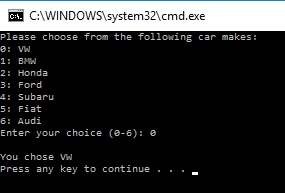 C:\WINDOWS\system32\cmd.exe
Please choose from the following car makes:
0: VW
1: BMW
2: Honda
3: Ford
4: Subaru
5: Fiat
6: Audi
Enter your choice (0-6): 0
You chose VW
Press any key to continue . . .